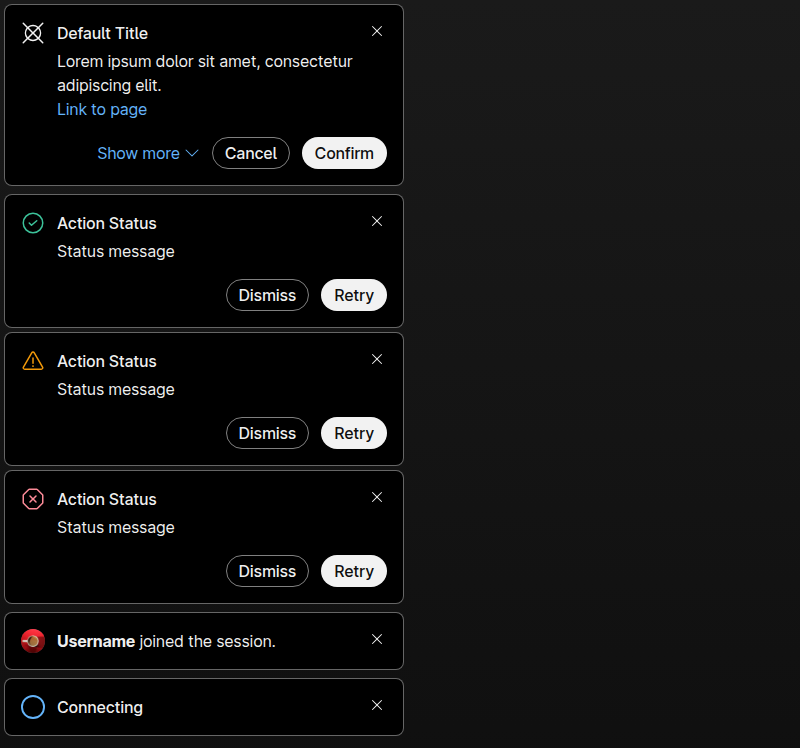 Default Title
Lorem ipsum dolor sit amet, consectetur
adipiscing elit.
Link to page
Show more
Cancel
Confirm
Action Status
Status message
Dismiss
Retry
Action Status
Status message
Dismiss
Retry
Action Status
Status message
Dismiss
Retry
Username joined the session.
Connecting